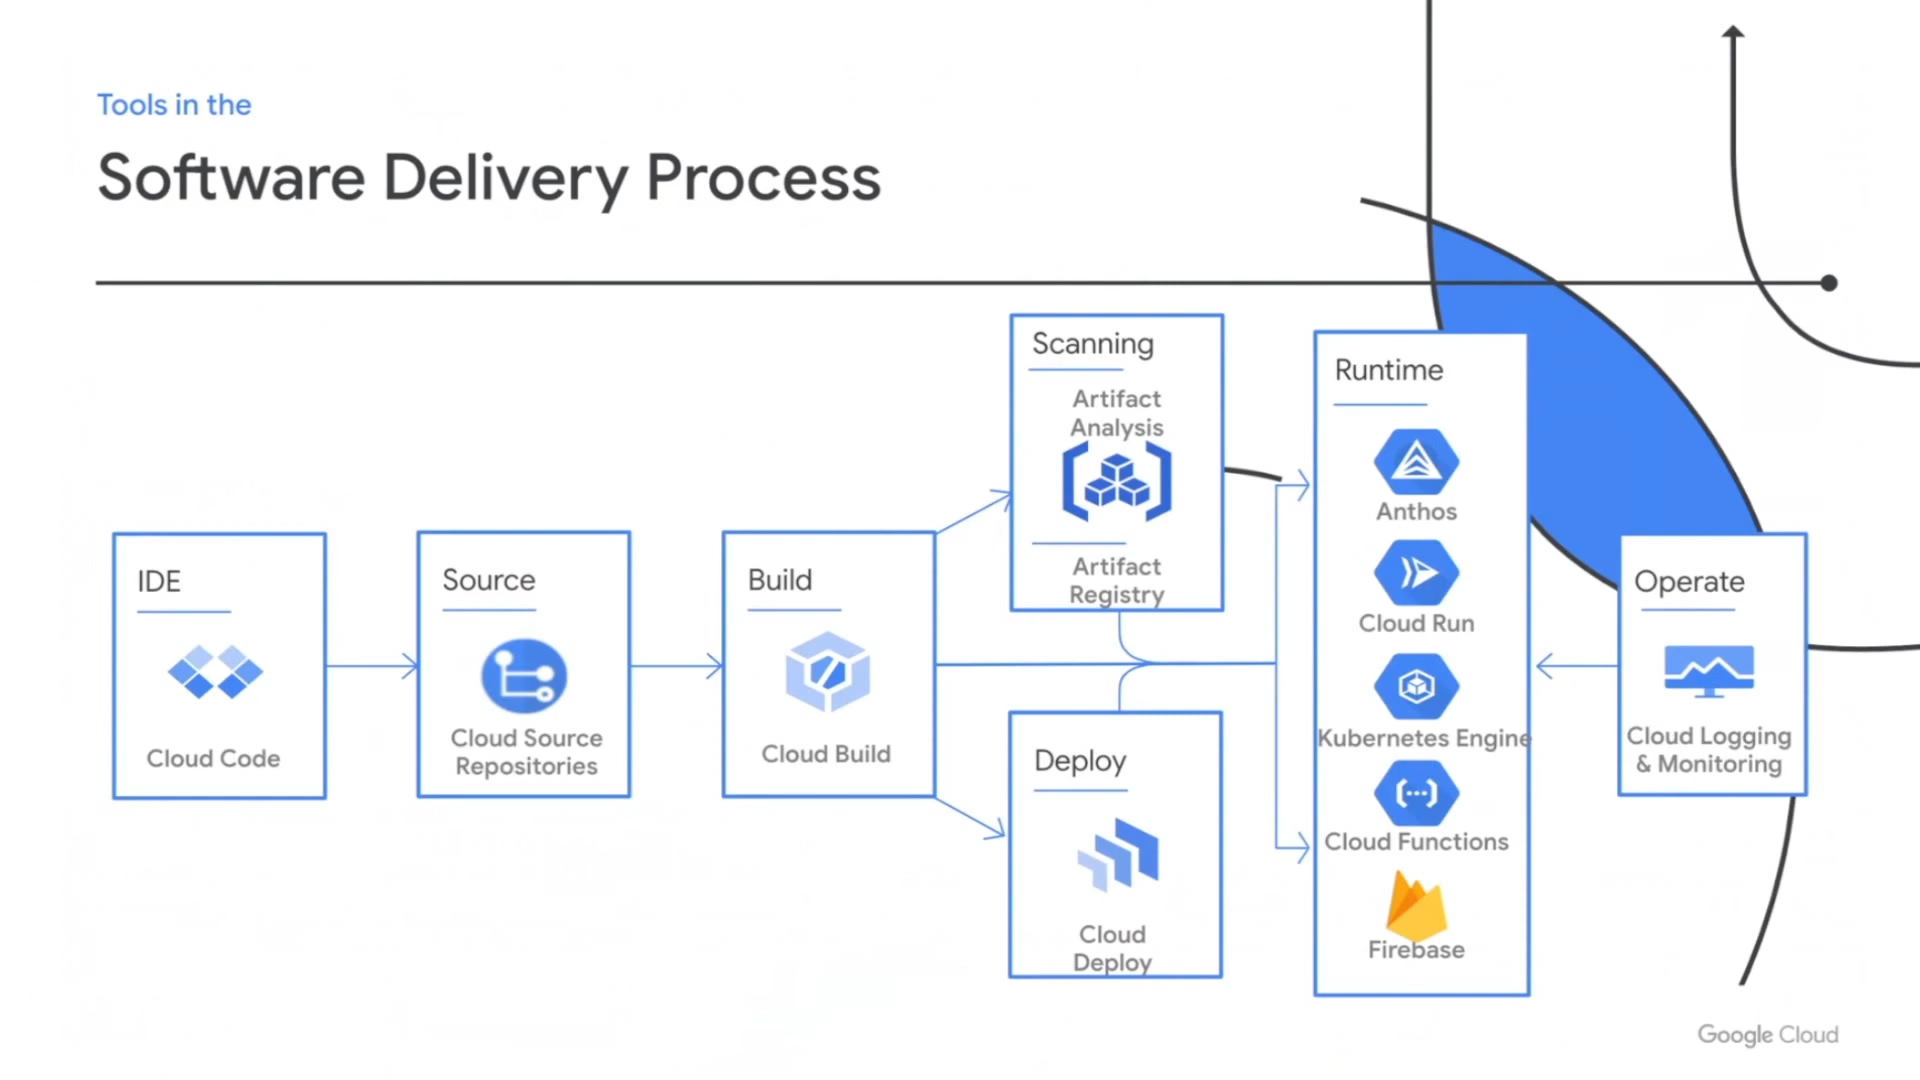 Tools in the
Software Delivery Process
IDE
Cloud Code
Source
Cloud Source
Repositories
Build
Cloud Build
Scanning
Artifact
Analysis
Artifact
Registry
Deploy
Cloud
Deploy
Runtime
Anthos
Cloud Run
Kubernetes Engine
Cloud Functions
Firebase
Operate
Cloud Logging
& Monitoring
Google Cloud